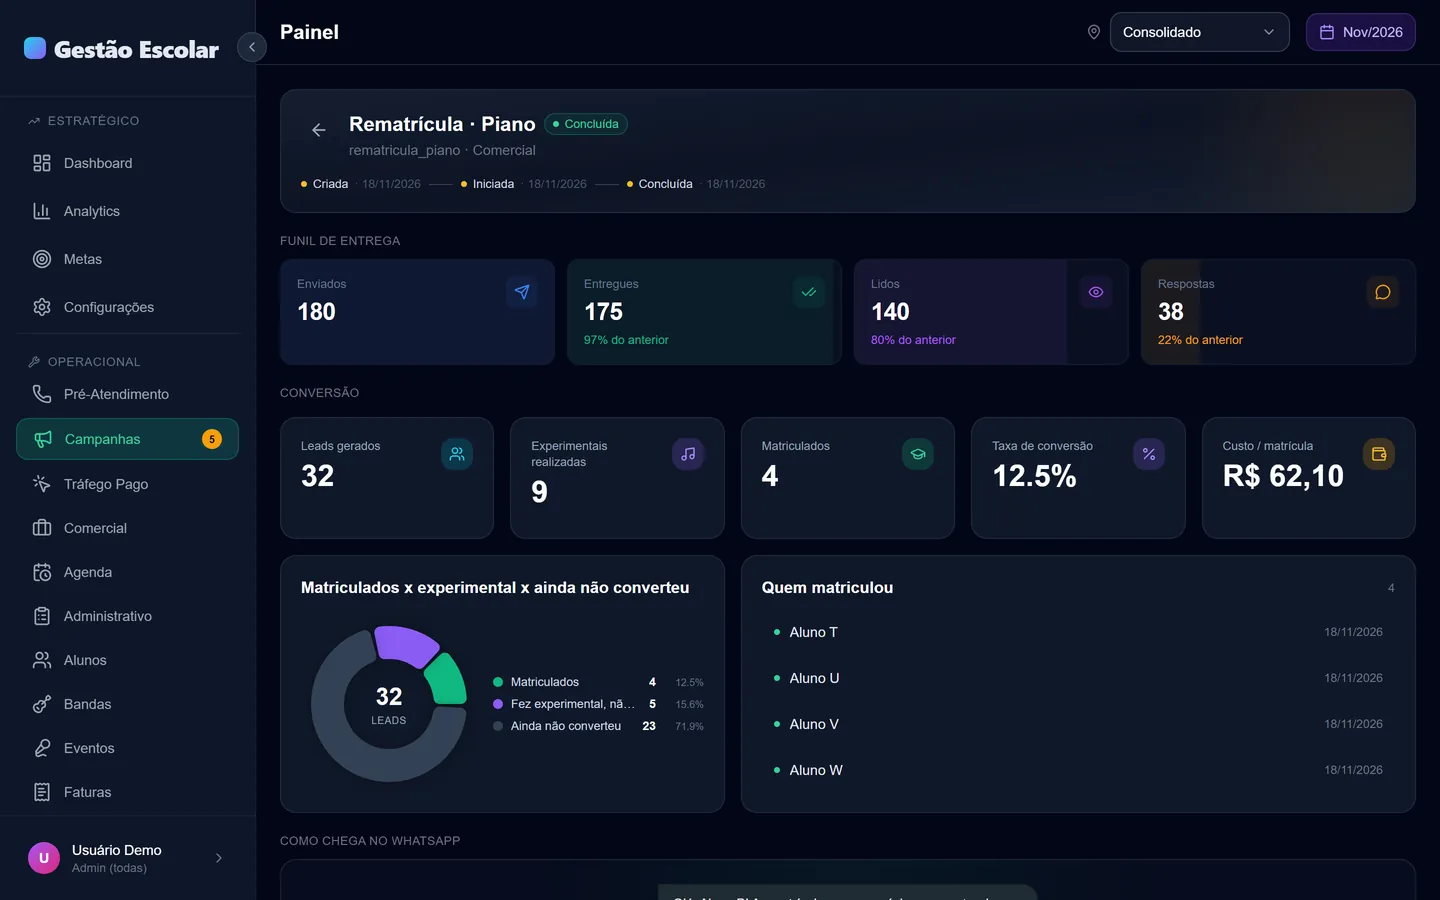 Gestão Escolar
Painel
Consolidado
Nov/2026
ESTRATÉGICO
Dashboard
Analytics
Metas
Configurações
OPERACIONAL
Pré-Atendimento
Campanhas
5
Tráfego Pago
Comercial
Agenda
Administrativo
Alunos
Bandas
Eventos
Faturas
U
Usuário Demo
Admin (todas)
Rematrícula · Piano
Concluída
rematricula_piano · Comercial
Criada · 18/11/2026
Iniciada · 18/11/2026
Concluída · 18/11/2026
FUNIL DE ENTREGA
Enviados
180
Entregues
175
97% do anterior
Lidos
140
80% do anterior
Respostas
38
22% do anterior
CONVERSÃO
Leads gerados
32
Experimentais
realizadas
9
Matriculados
4
Taxa de conversão
12.5%
Custo / matrícula
R$ 62,10
Matriculados x experimental x ainda não converteu
32
LEADS
Matriculados 4 12.5%
Fez experimental, nã... 5 15.6%
Ainda não converteu 23 71.9%
Quem matriculou
4
Aluno T 18/11/2026
Aluno U 18/11/2026
Aluno V 18/11/2026
Aluno W 18/11/2026
COMO CHEGA NO WHATSAPP